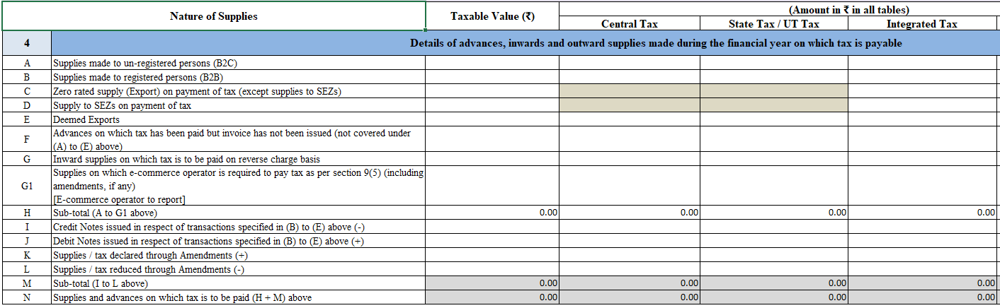 Nature of Supplies Taxable Value (₹) (Amount in ₹ in all tables)
Central Tax State Tax / UT Tax Integrated Tax
4 Details of advances, inwards and outward supplies made during the financial year on which tax is payable
A Supplies made to un-registered persons (B2C)
B Supplies made to registered persons (B2B)
C Zero rated supply (Export) on payment of tax (except supplies to SEZs)
D Supply to SEZs on payment of tax
E Deemed Exports
F Advances on which tax has been paid but invoice has not been issued (not covered under
(A) to (E) above)
G Inward supplies on which tax is to be paid on reverse charge basis
G1 Supplies on which e-commerce operator is required to pay tax as per section 9(5) (including
amendments, if any)
[E-commerce operator to report]
H Sub-total (A to G1 above) 0.00 0.00 0.00 0.00
I Credit Notes issued in respect of transactions specified in (B) to (E) above (-)
J Debit Notes issued in respect of transactions specified in (B) to (E) above (+)
K Supplies / tax declared through Amendments (+)
L Supplies / tax reduced through Amendments (-)
M Sub-total (I to L above) 0.00 0.00 0.00 0.00
N Supplies and advances on which tax is to be paid (H + M) above 0.00 0.00 0.00 0.00